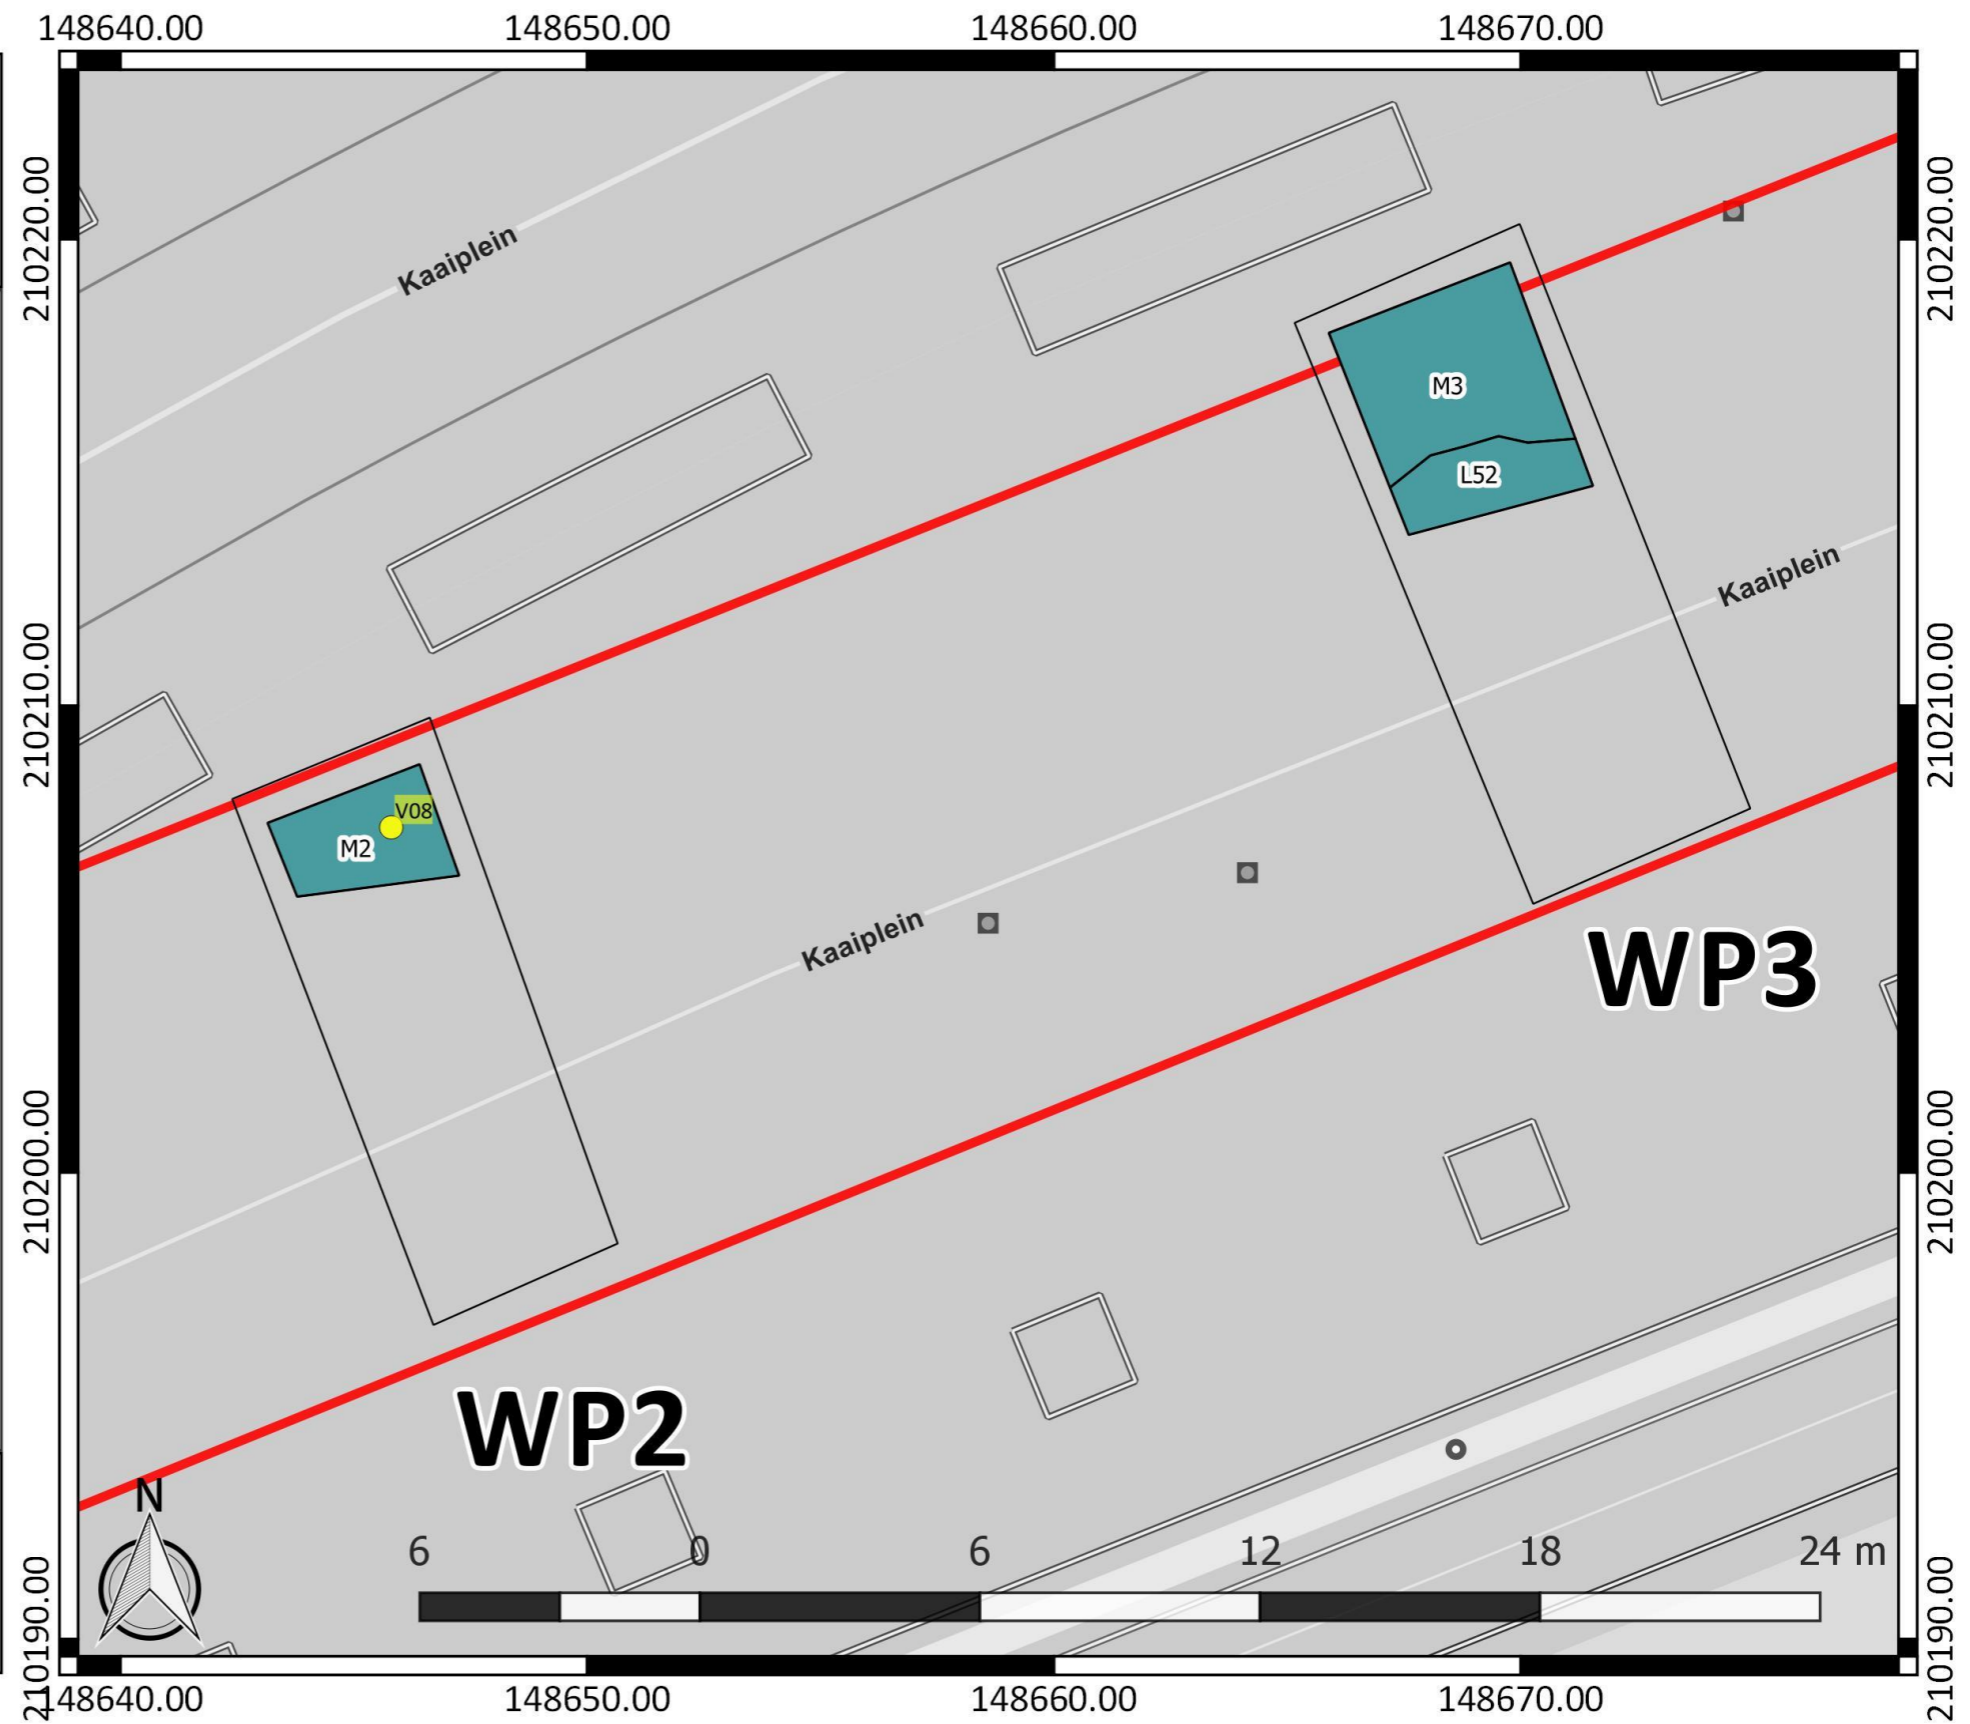 148640.00 148650.00 148660.00 148670.00
210220.00 210220.00
Kaaiplein
M3
L52
Kaaiplein
210210.00 210210.00
V08
M2
Kaaiplein
WP3
210200.00 210200.00
WP2
N
6 0 6 12 18 24 m
210190.00 210190.00
148640.00 148650.00 148660.00 148670.00